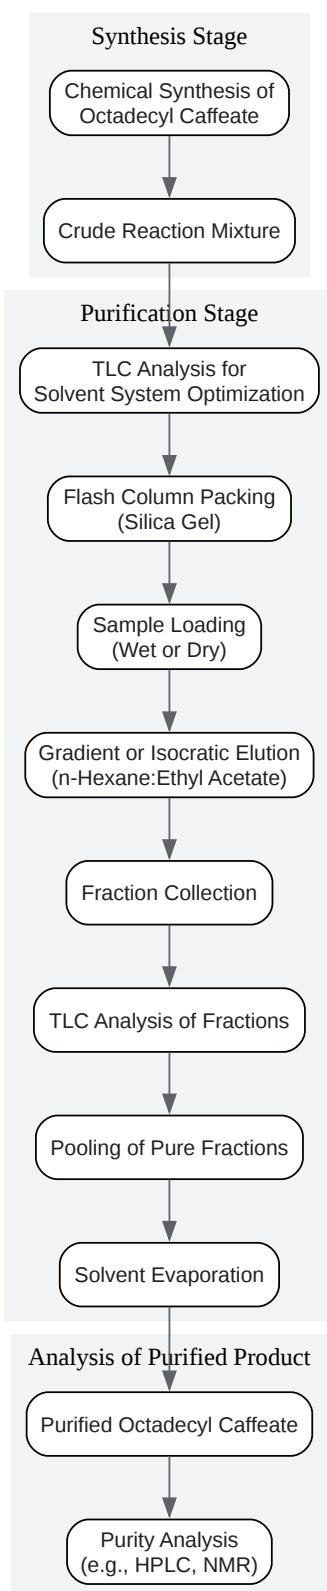 Synthesis Stage
Chemical Synthesis of
Octadecyl Caffeate
Crude Reaction Mixture
Purification Stage
TLC Analysis for
Solvent System Optimization
Flash Column Packing
(Silica Gel)
Sample Loading
(Wet or Dry)
Gradient or Isocratic Elution
(n-Hexane:Ethyl Acetate)
Fraction Collection
TLC Analysis of Fractions
Pooling of Pure Fractions
Solvent Evaporation
Analysis of Purified Product
Purified Octadecyl Caffeate
Purity Analysis
(e.g., HPLC, NMR)